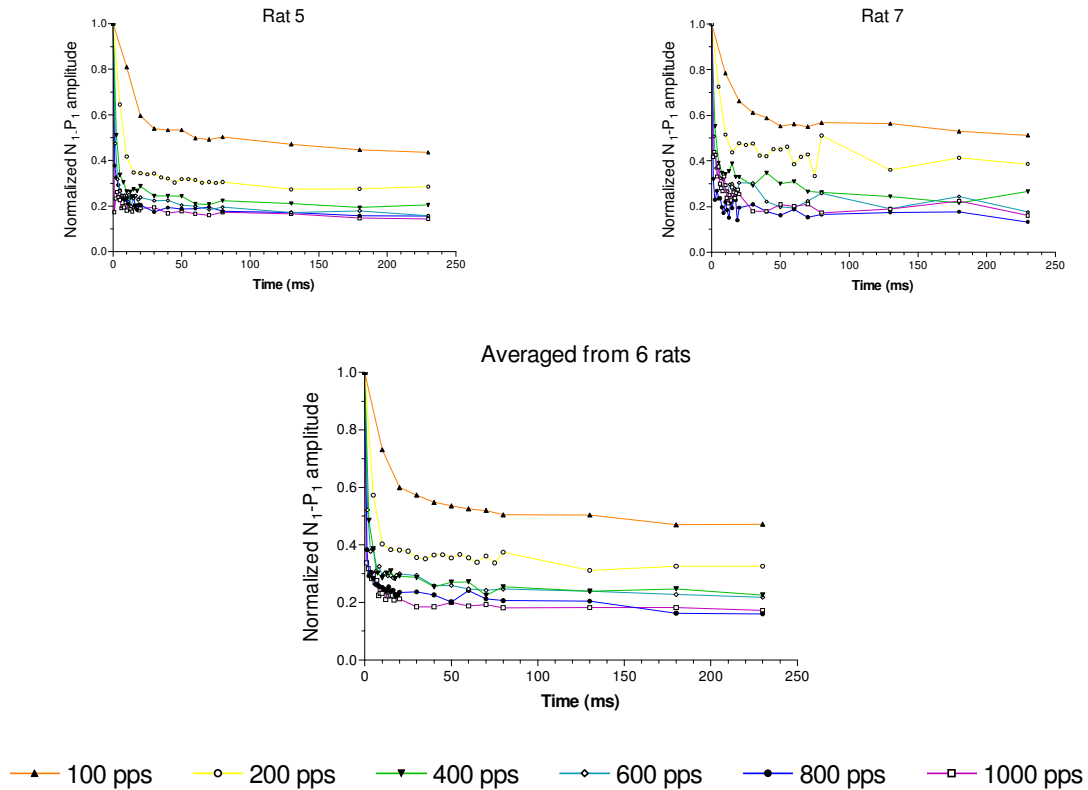 Rat 5
Normalized N1-P1 amplitude
1.0
0.8
0.6
0.4
0.2
0.0
0 50 100 150 200 250
Time (ms)
Rat 7
Normalized N1-P1 amplitude
1.0
0.8
0.6
0.4
0.2
0.0
0 50 100 150 200 250
Time (ms)
Averaged from 6 rats
Normalized N1-P1 amplitude
1.0
0.8
0.6
0.4
0.2
0.0
0 50 100 150 200 250
Time (ms)
100 pps 200 pps 400 pps 600 pps 800 pps 1000 pps